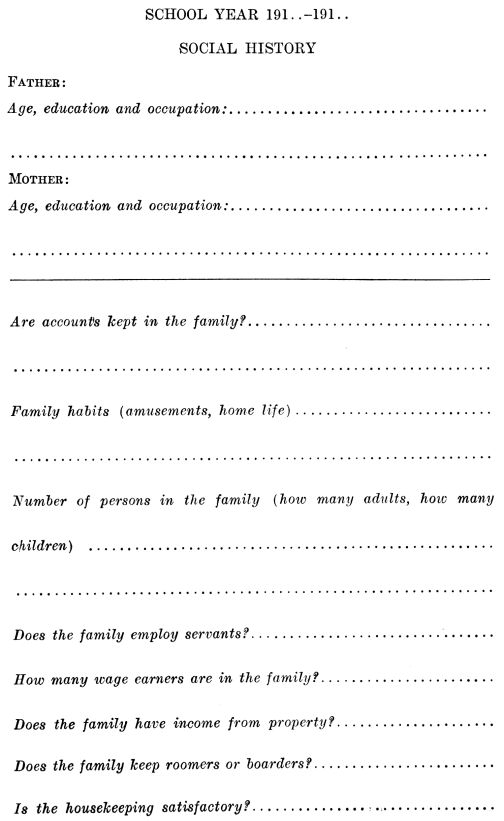 SCHOOL YEAR 191..-191..
SOCIAL HISTORY
FATHER:
Age, education and occupation:..................................
..............................................................
MOTHER:
Age, education and occupation:..................................
..............................................................
Are accounts kept in the family?................................
..............................................................
Family habits (amusements, home life)..........................
..............................................................
Number of persons in the family (how many adults, how many
children) .....................................................
..............................................................
Does the family employ servants?................................
How many wage earners are in the family?.......................
Does the family have income from property?.....................
Does the family keep roomers or boarders?.......................
Is the housekeeping satisfactory?................................